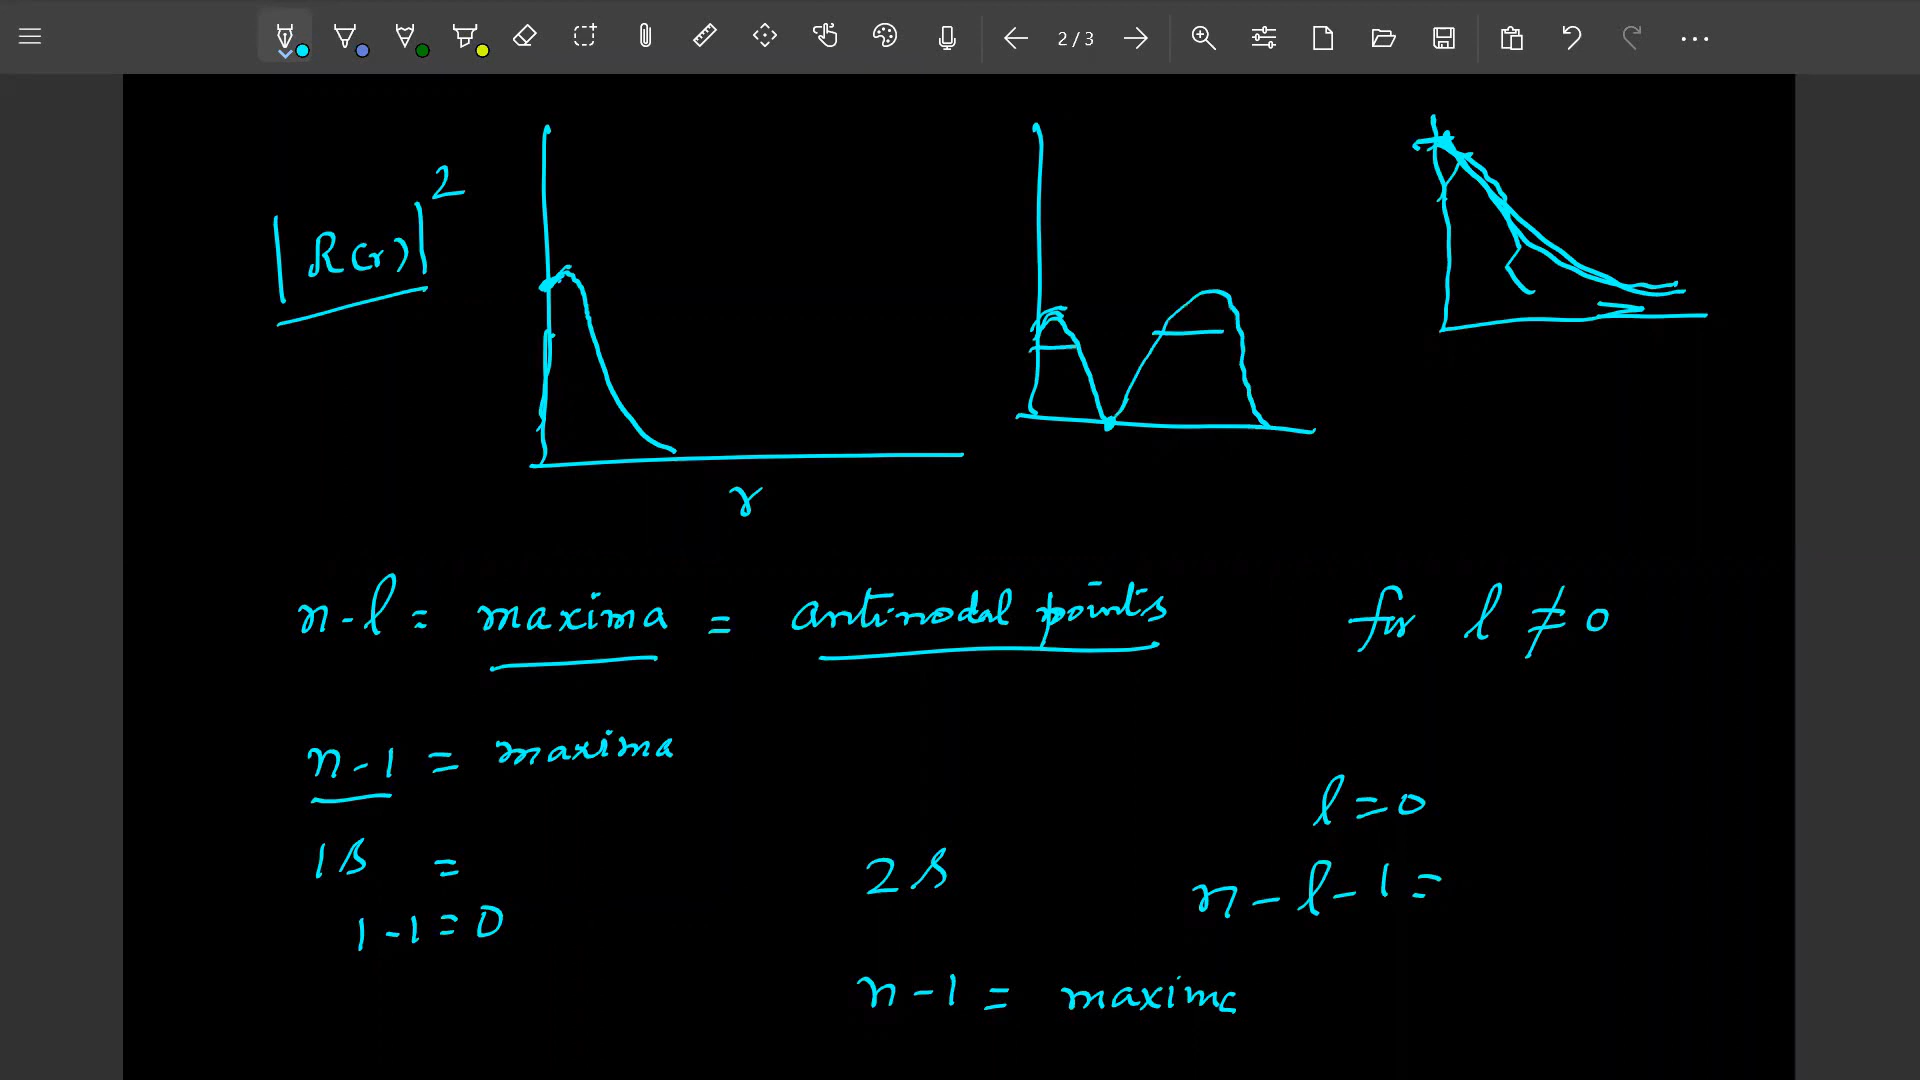 2 / 3
|R(r)|²
r
n-l = maxima = antinodal points for l ≠ 0
n-1 = maxima
l = 0
1s =
2s
n-l-1 =
1-1=0
n-1 = maxima